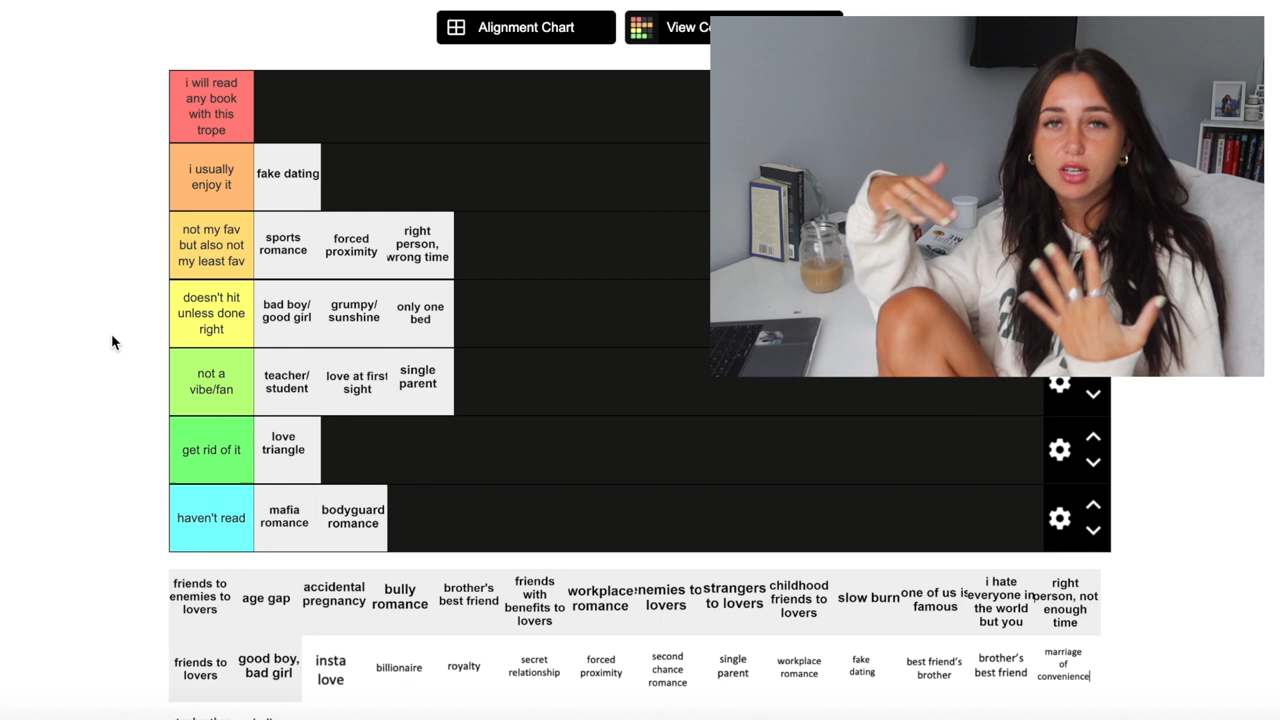 Alignment Chart
View Co
i will read
any book
with this
trope
i usually
enjoy it
fake dating
not my fav
but also not
my least fav
sports
romance
forced
proximity
right
person,
wrong time
doesn't hit
unless done
right
bad boy/
good girl
grumpy/
sunshine
only one
bed
not a
vibe/fan
teacher/
student
love at first
sight
single
parent
get rid of it
love
triangle
haven't read
mafia
romance
bodyguard
romance
friends to
enemies to
lovers
age gap
accidental
pregnancy
bully
romance
brother's
best friend
friends
with
benefits to
lovers
workplace
romance
enemies to
lovers
strangers
to lovers
childhood
friends to
lovers
slow burn
one of us is
famous
i hate
everyone in
the world
but you
right
person, not
enough
time
friends to
lovers
good boy,
bad girl
insta
love
billionaire
royalty
secret
relationship
forced
proximity
second
chance
romance
single
parent
workplace
romance
fake
dating
best friend's
brother
brother's
best friend
marriage
of
convenience